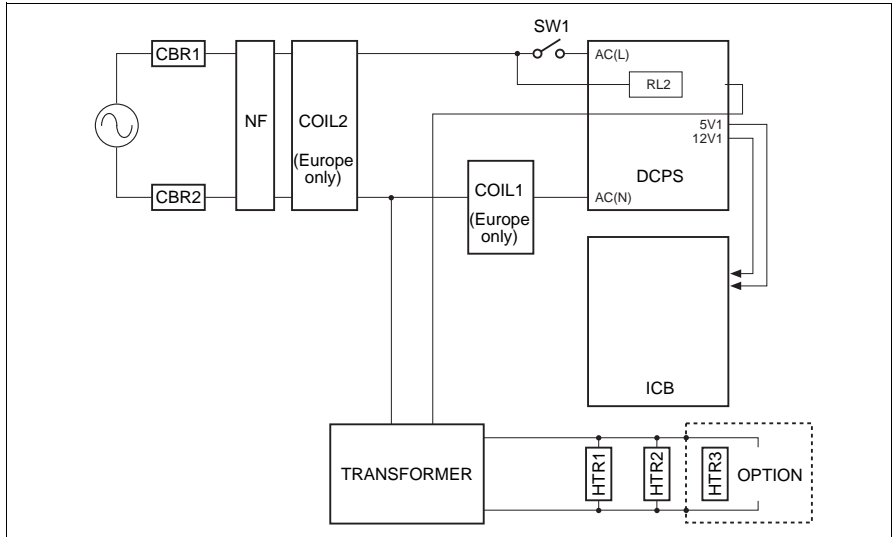 SW1
CBR1
AC(L)
RL2
NF
COIL2
(Europe
only)
5V1
12V1
DCPS
COIL1
(Europe
only)
CBR2
AC(N)
ICB
TRANSFORMER
HTR1
HTR2
HTR3
OPTION